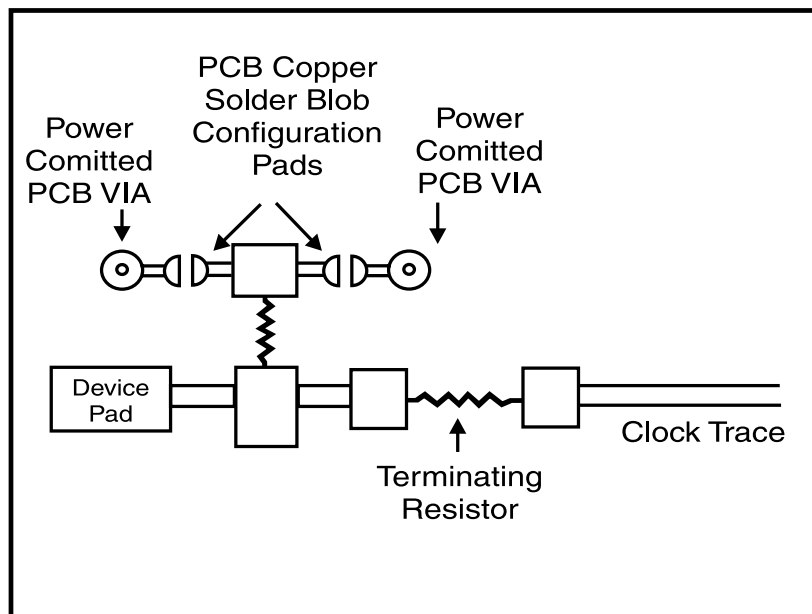 PCB Copper
Solder Blob
Configuration
Pads
Power
Comitted
PCB VIA
Power
Comitted
PCB VIA
Device
Pad
Clock Trace
Terminating
Resistor